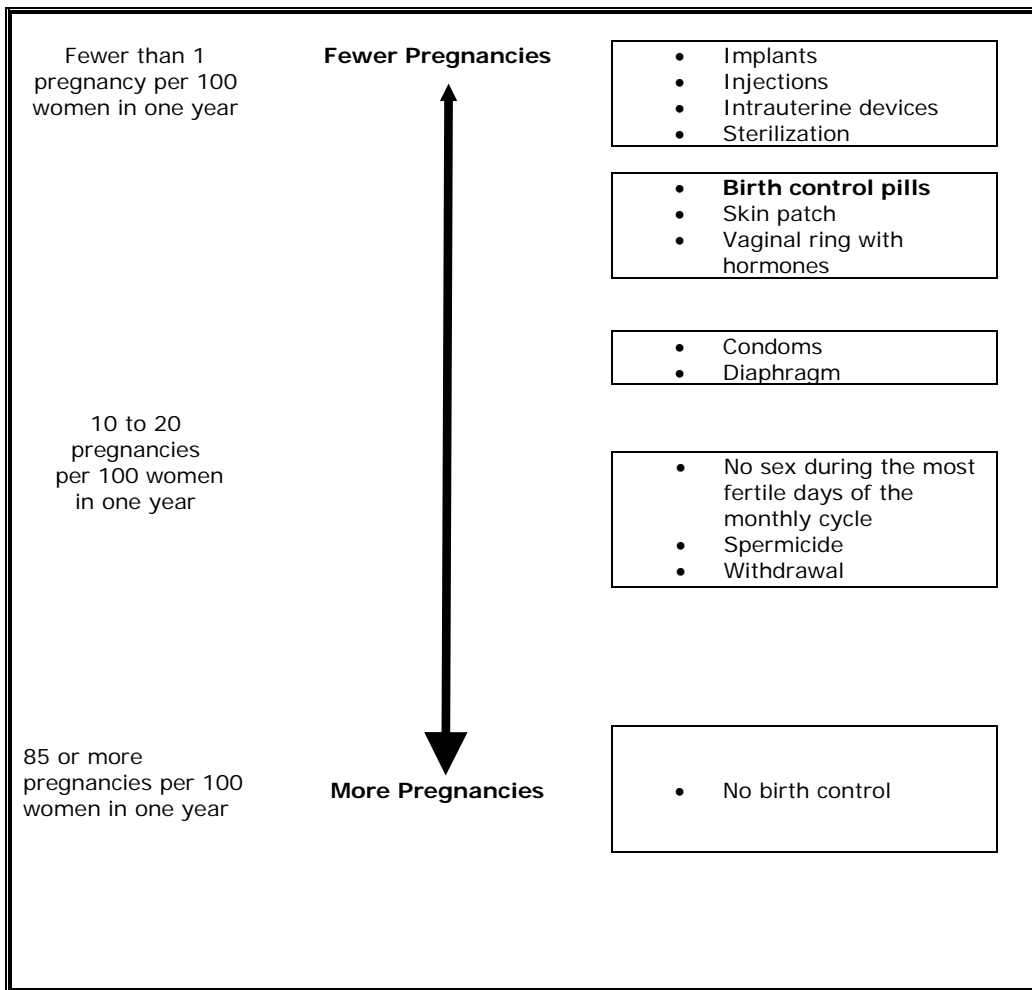 Fewer than 1
pregnancy per 100
women in one year
Fewer Pregnancies
• Implants
• Injections
• Intrauterine devices
• Sterilization
• Birth control pills
• Skin patch
• Vaginal ring with
hormones
• Condoms
• Diaphragm
10 to 20
pregnancies
per 100 women
in one year
• No sex during the most
fertile days of the
monthly cycle
• Spermicide
• Withdrawal
85 or more
pregnancies per 100
women in one year
More Pregnancies
• No birth control